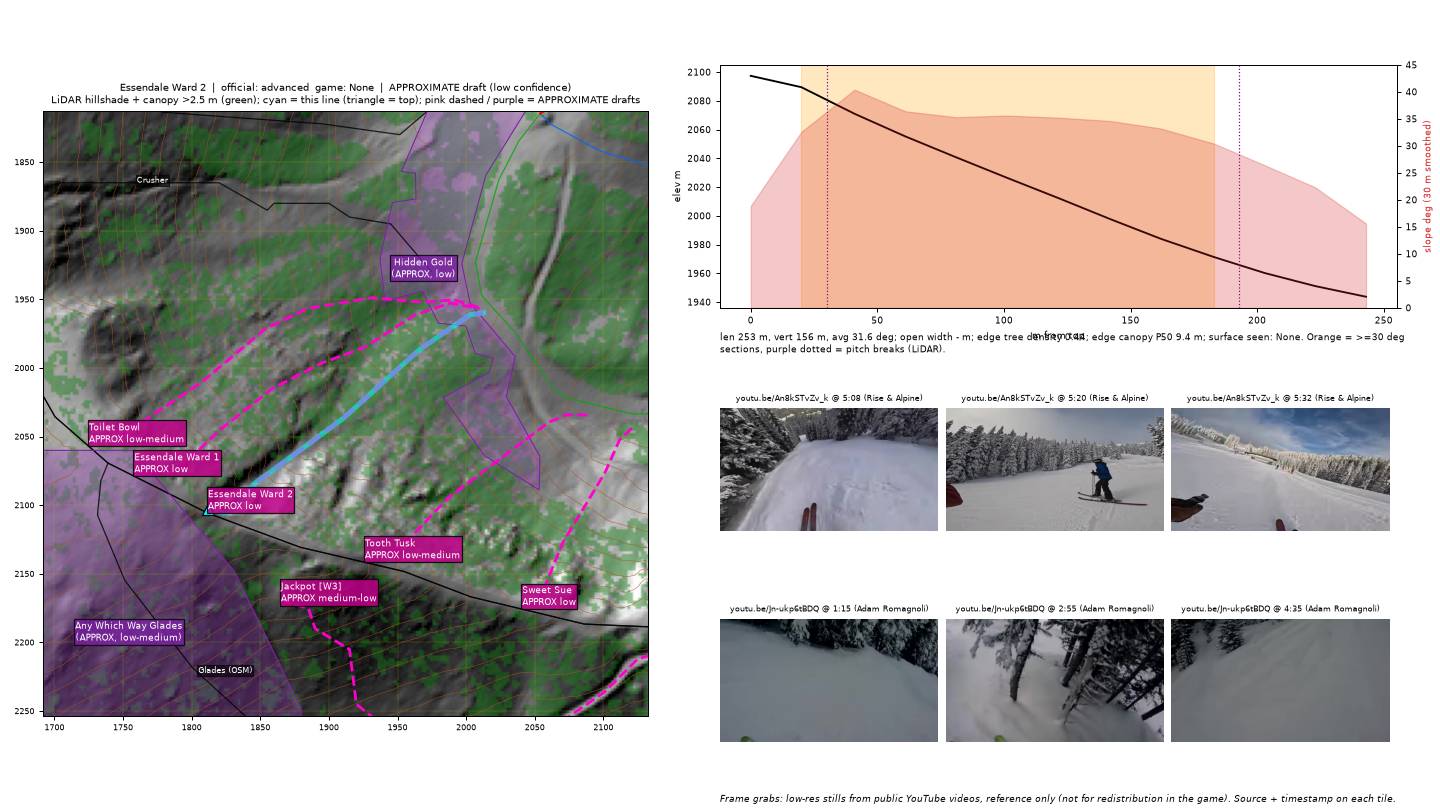 Essendale Ward 2 | official: advanced game: None | APPROXIMATE draft (low confidence)
LiDAR hillshade + canopy >2.5 m (green); cyan = this line (triangle = top); pink dashed / purple = APPROXIMATE drafts
1850
1900
1950
2000
2050
2100
2150
2200
2250
1700
1750
1800
1850
1900
1950
2000
2050
2100
Crusher
Hidden Gold
(APPROX, low)
Toilet Bowl
APPROX low-medium
Essendale Ward 1
APPROX low
Essendale Ward 2
APPROX low
Tooth Tusk
APPROX low-medium
Jackpot [W3]
APPROX medium-low
Sweet Sue
APPROX low
Any Which Way Glades
(APPROX, low-medium)
Glades (OSM)
elev m
2100
2080
2060
2040
2020
2000
1980
1960
1940
0
50
100
150
200
250
45
40
35
30
25
20
15
10
5
0
slope deg (30 m smoothed)
len 253 m, vert 156 m, avg 31.6 deg; open width - m; edge tree density 0.44; edge canopy P50 9.4 m; surface seen: None. Orange = >=30 deg
sections, purple dotted = pitch breaks (LiDAR).
youtu.be/An8kSTvZv_k @ 5:08 (Rise & Alpine)
youtu.be/An8kSTvZv_k @ 5:20 (Rise & Alpine)
youtu.be/An8kSTvZv_k @ 5:32 (Rise & Alpine)
youtu.be/Jn-ukp6tBDQ @ 1:15 (Adam Romagnoli)
youtu.be/Jn-ukp6tBDQ @ 2:55 (Adam Romagnoli)
youtu.be/Jn-ukp6tBDQ @ 4:35 (Adam Romagnoli)
Frame grabs: low-res stills from public YouTube videos, reference only (not for redistribution in the game). Source + timestamp on each tile.